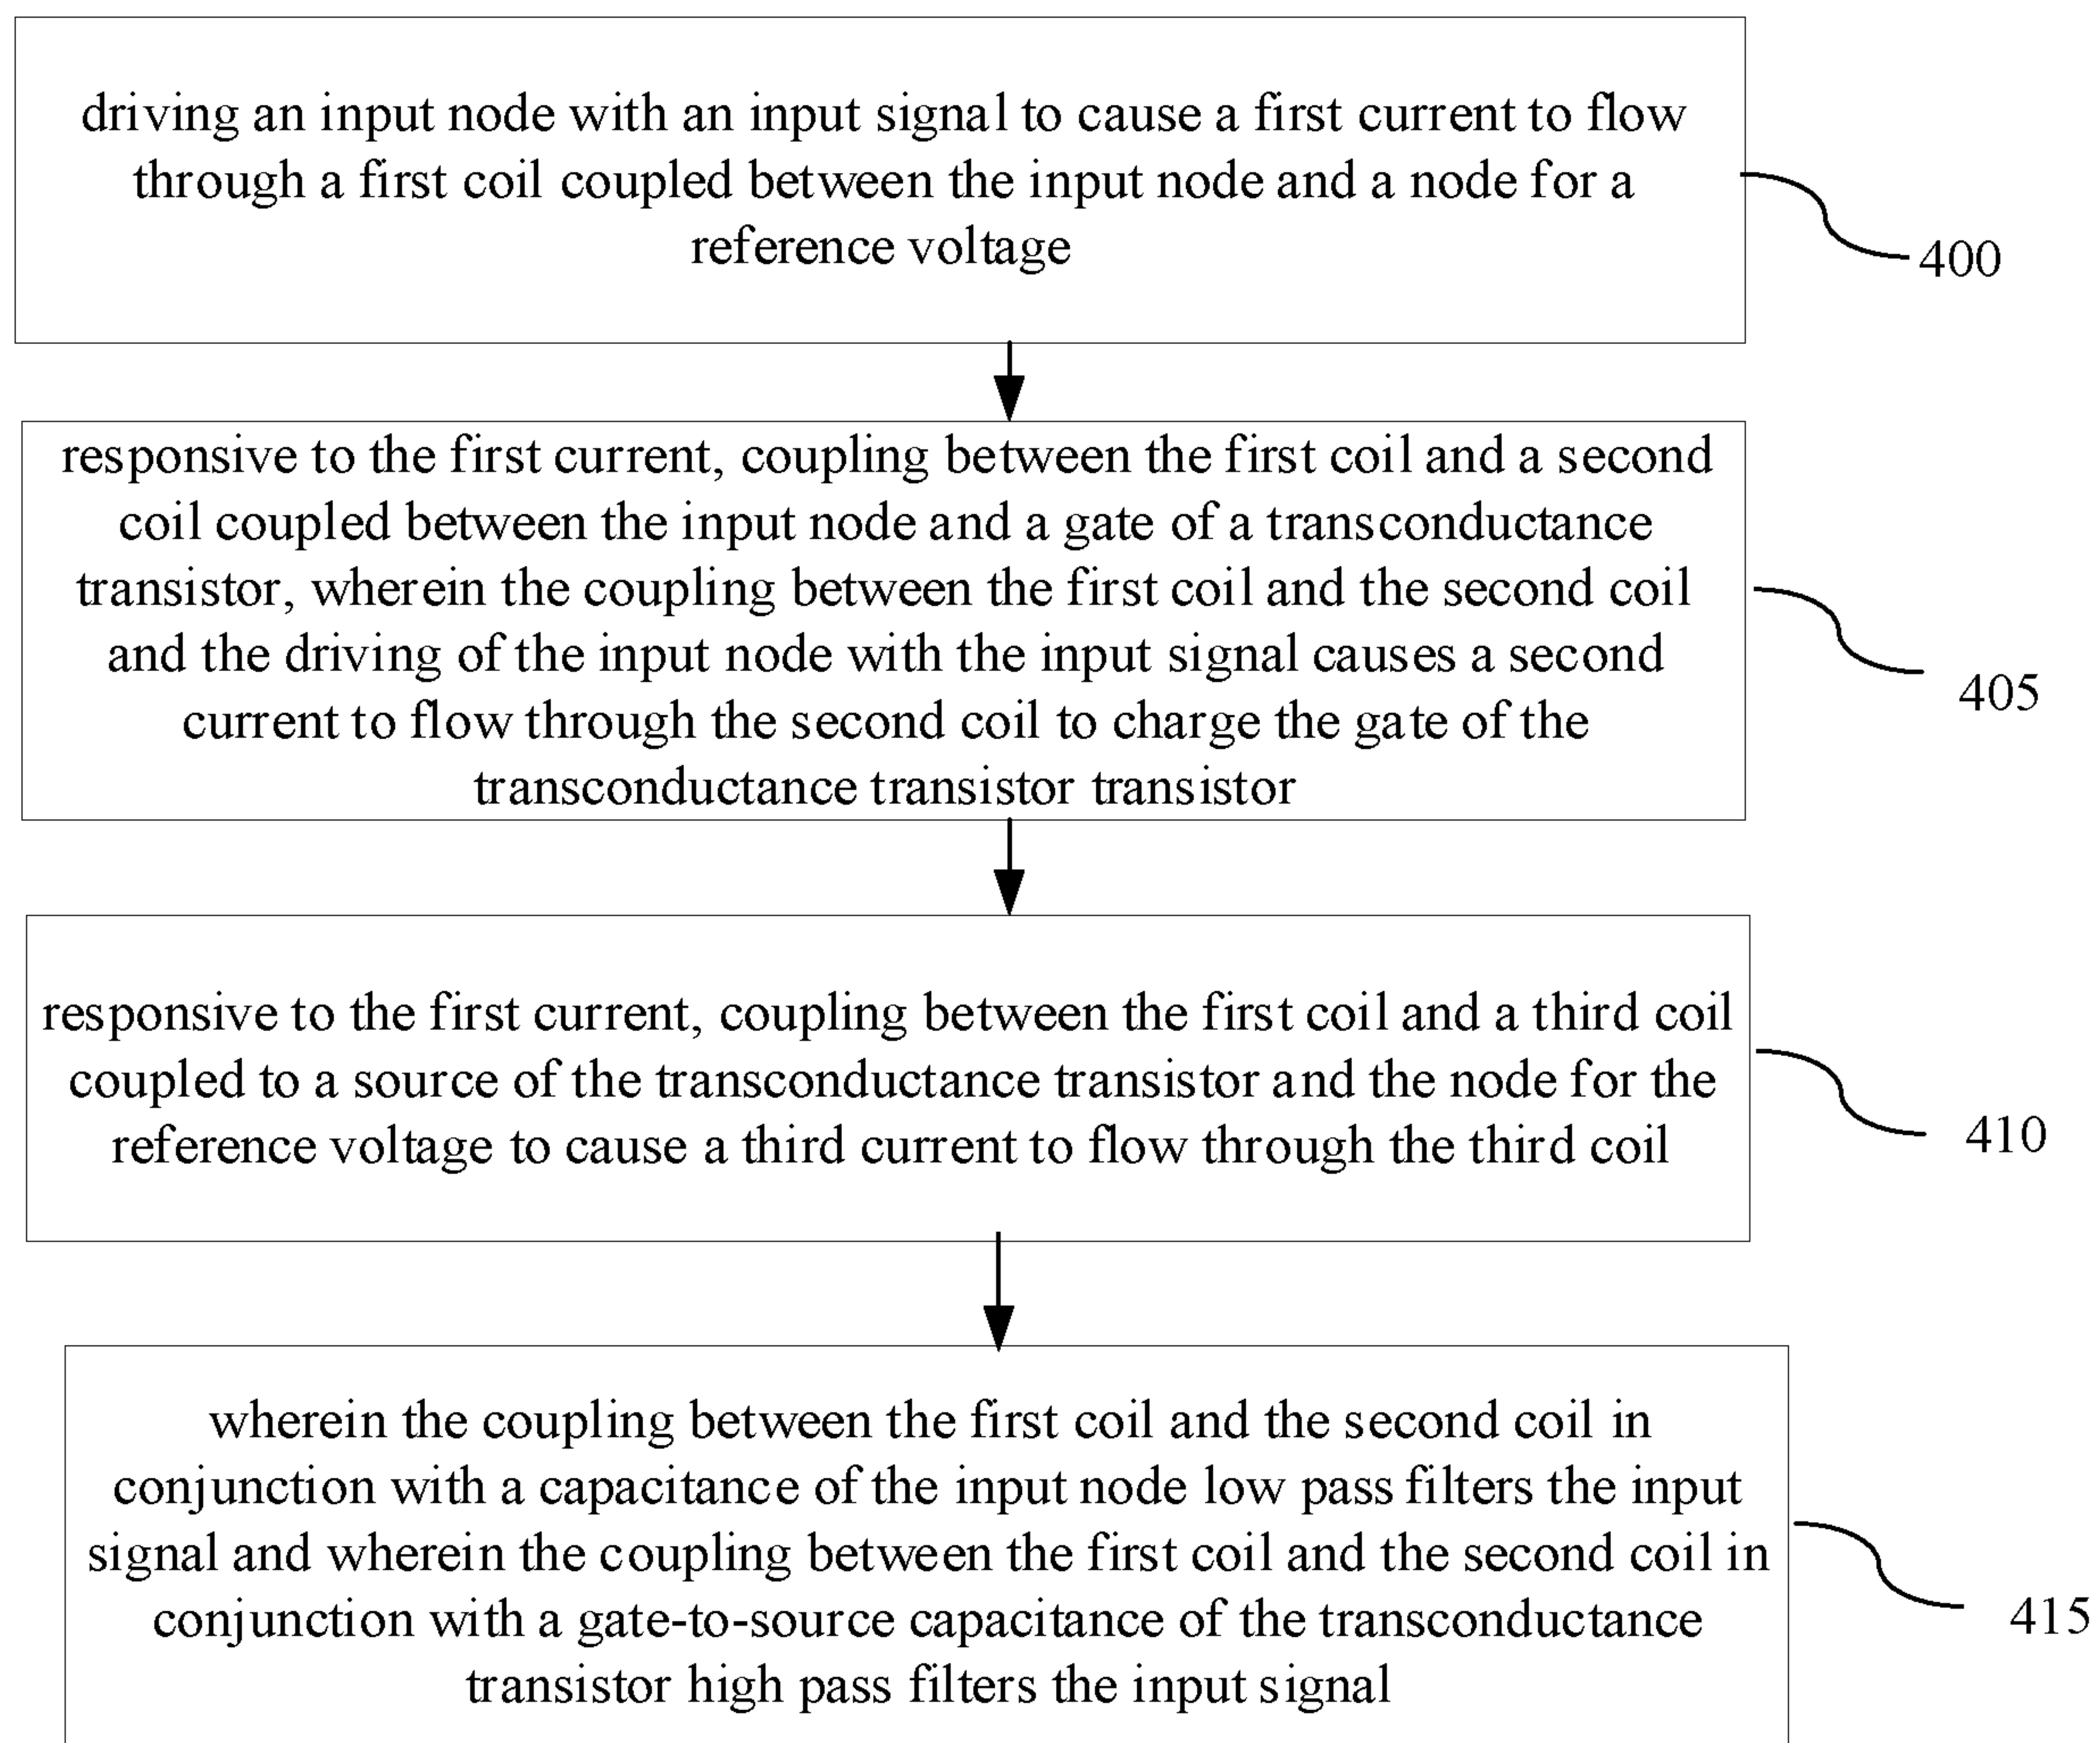 driving an input node with an input signal to cause a first current to flow
through a first coil coupled between the input node and a node for a
reference voltage
400
responsive to the first current, coupling between the first coil and a second
coil coupled between the input node and a gate of a transconductance
transistor, wherein the coupling between the first coil and the second coil
and the driving of the input node with the input signal causes a second
current to flow through the second coil to charge the gate of the
transconductance transistor transistor
405
responsive to the first current, coupling between the first coil and a third coil
coupled to a source of the transconductance transistor and the node for the
reference voltage to cause a third current to flow through the third coil
410
wherein the coupling between the first coil and the second coil in
conjunction with a capacitance of the input node low pass filters the input
signal and wherein the coupling between the first coil and the second coil in
conjunction with a gate-to-source capacitance of the transconductance
transistor high pass filters the input signal
415